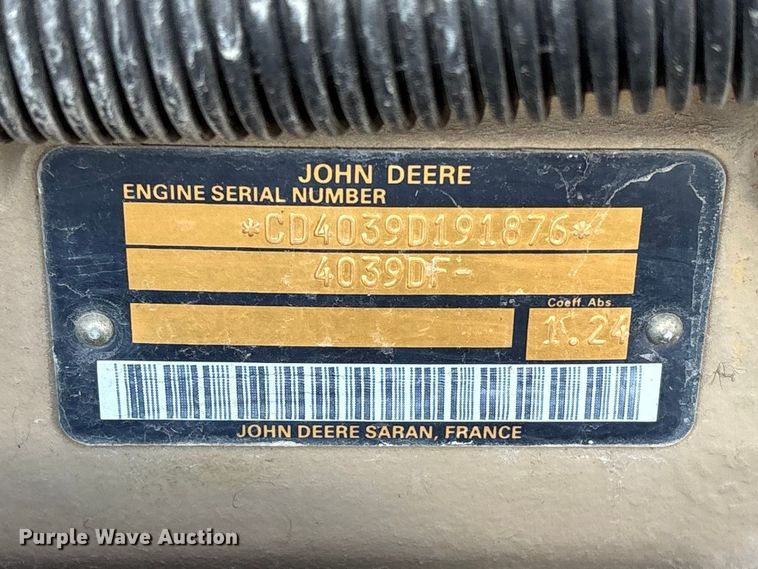 JOHN DEERE
ENGINE SERIAL NUMBER
*CD4039D191876*
4039DF-
Coeff. Abs.
1.24
JOHN DEERE SARAN, FRANCE
Purple Wave Auction